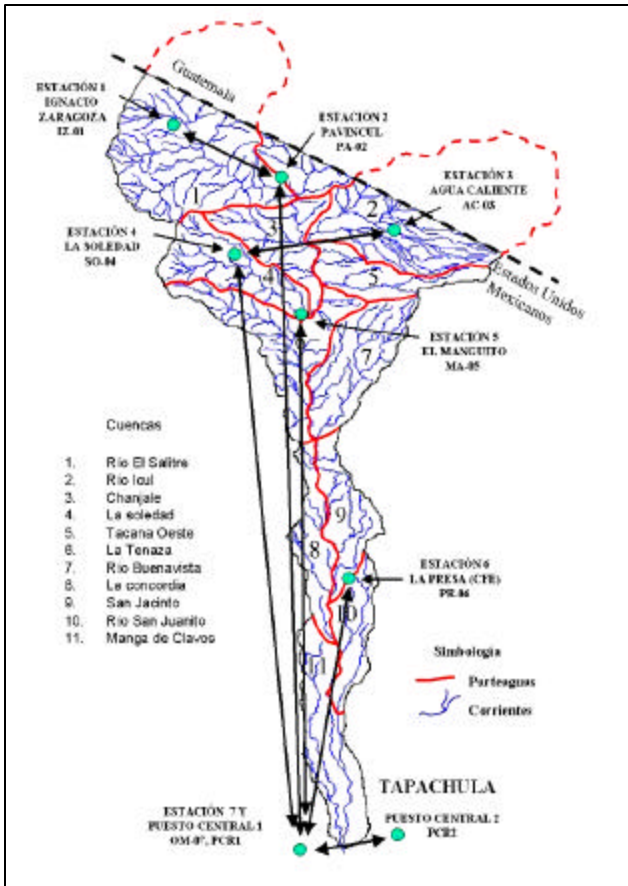 Guatemala
ESTACIÓN 1
IGNACIO
ZARAGOZA
IZ-01
ESTACIÓN 2
PAVINCUL
PA-02
ESTACIÓN 3
AGUA CALIENTE
AC-03
1
2
3
ESTACIÓN 4
LA SOLEDAD
SO-04
4
5
Estados Unidos
Mexicanos
6
ESTACIÓN 5
EL MANGUITO
MA-05
7
Cuencas
1. Río El Salitre
2. Río Icul
3. Chanjale
4. La soledad
5. Tacana Oeste
6. La Tenaza
7. Río Buenavista
8. La concordia
9. San Jacinto
10. Río San Juanito
11. Manga de Clavos
9
8
ESTACIÓN 6
LA PRESA (CFE)
PR-06
10
11
Simbología
Parteaguas
Corrientes
TAPACHULA
ESTACIÓN 7 Y
PUESTO CENTRAL 1
OM-07, PCR1
PUESTO CENTRAL 2
PCR2